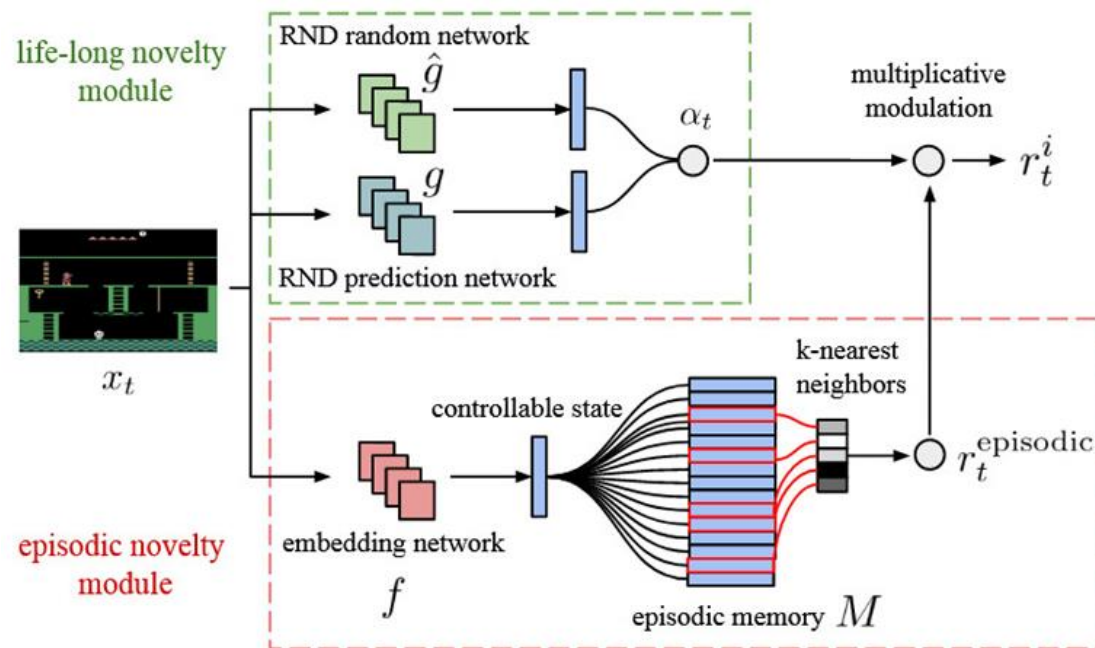 life-long novelty
module
RND random network
ĝ
g
RND prediction network
α_t
multiplicative
modulation
r_t^i
x_t
controllable state
k-nearest
neighbors
r_t^episodic
episodic novelty
module
embedding network
f
episodic memory M